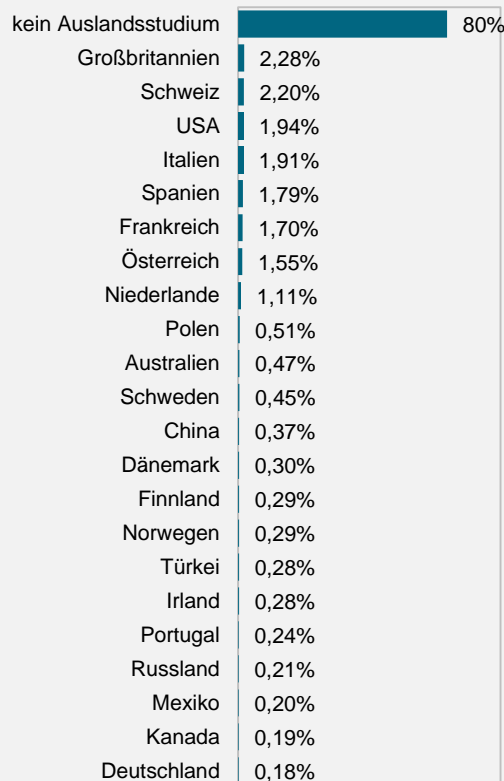 kein Auslandsstudium 80%
Großbritannien 2,28%
Schweiz 2,20%
USA 1,94%
Italien 1,91%
Spanien 1,79%
Frankreich 1,70%
Österreich 1,55%
Niederlande 1,11%
Polen 0,51%
Australien 0,47%
Schweden 0,45%
China 0,37%
Dänemark 0,30%
Finnland 0,29%
Norwegen 0,29%
Türkei 0,28%
Irland 0,28%
Portugal 0,24%
Russland 0,21%
Mexiko 0,20%
Kanada 0,19%
Deutschland 0,18%